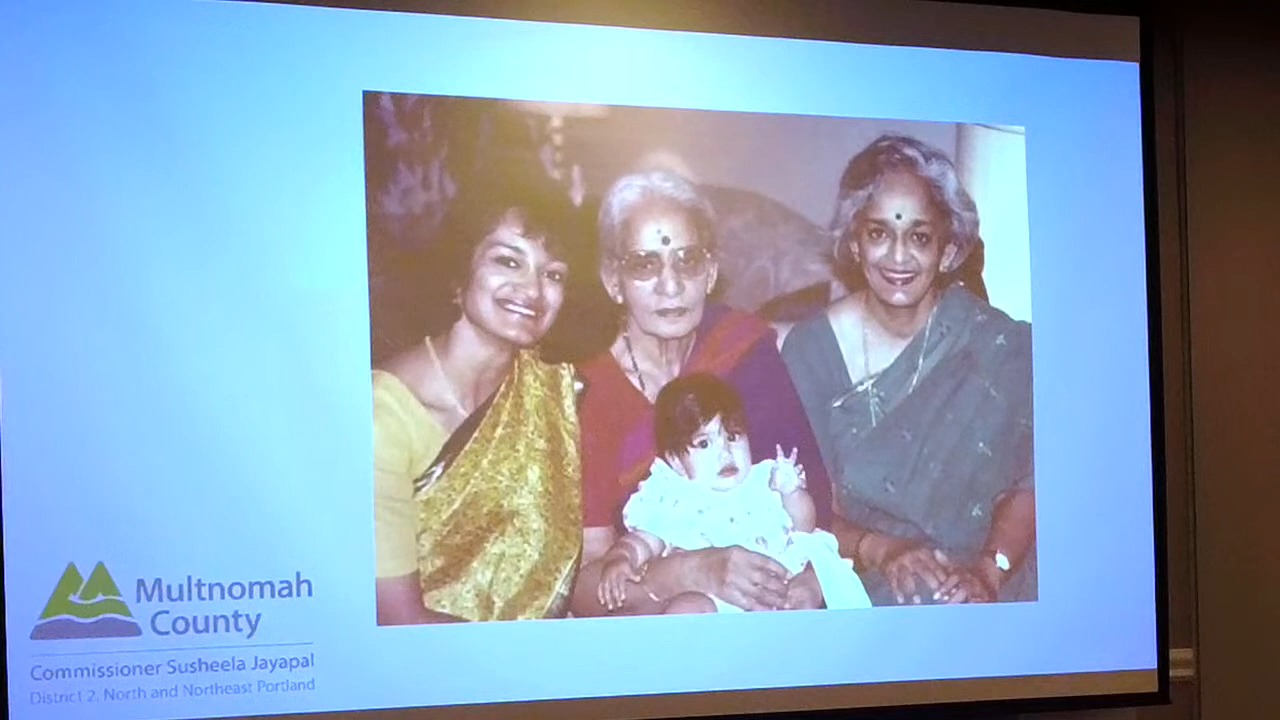 Multnomah
County
Commissioner Susheela Jayapal
District 2, North and Northeast Portland